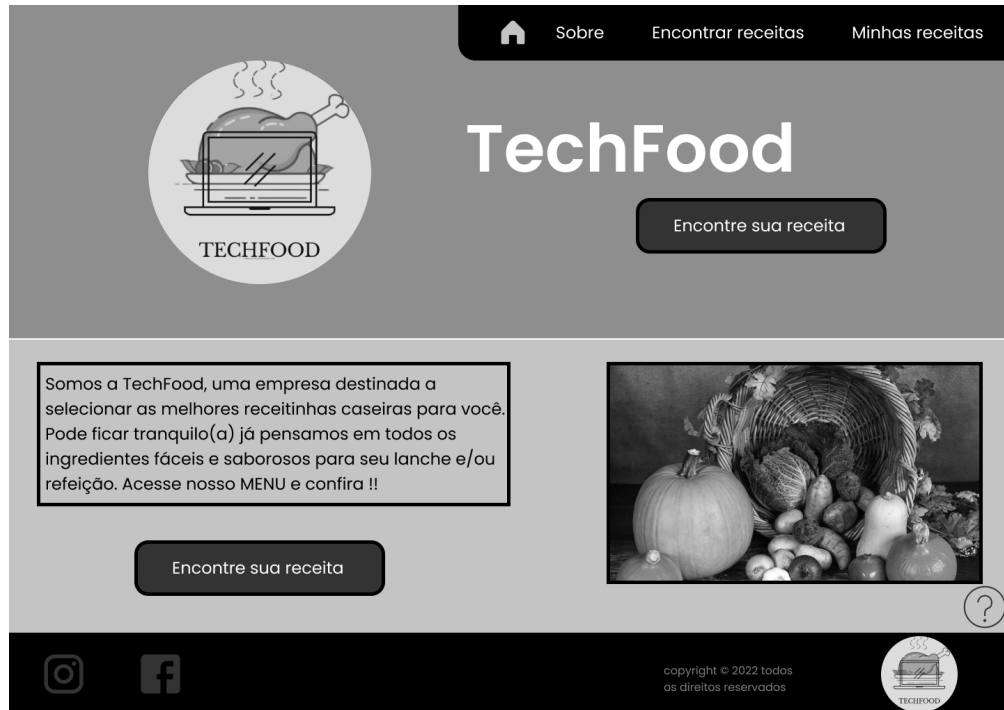 Sobre Encontrar receitas Minhas receitas
TECHFOOD
TechFood
Encontre sua receita
Somos a TechFood, uma empresa destinada a
selecionar as melhores receitinhas caseiras para você.
Pode ficar tranquilo(a) já pensamos em todos os
ingredientes fáceis e saborosos para seu lanche e/ou
refeição. Acesse nosso MENU e confira !!
Encontre sua receita
?
copyright © 2022 todos
os direitos reservados
TECHFOOD